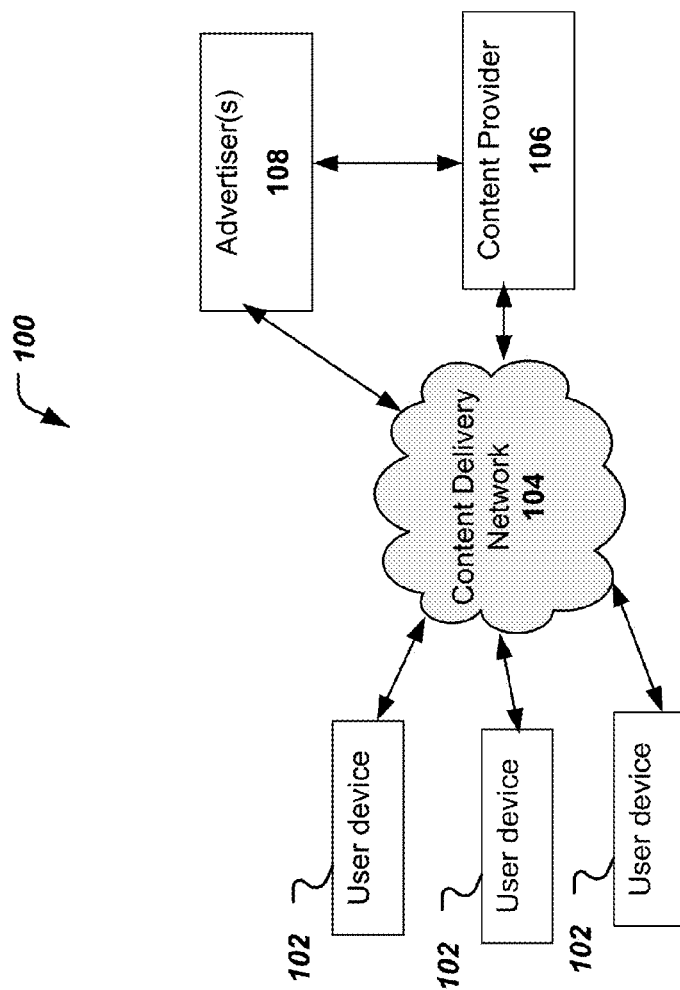 100
Advertiser(s)
108
Content Provider
106
Content Delivery
Network
104
102
User device
102
User device
102
User device